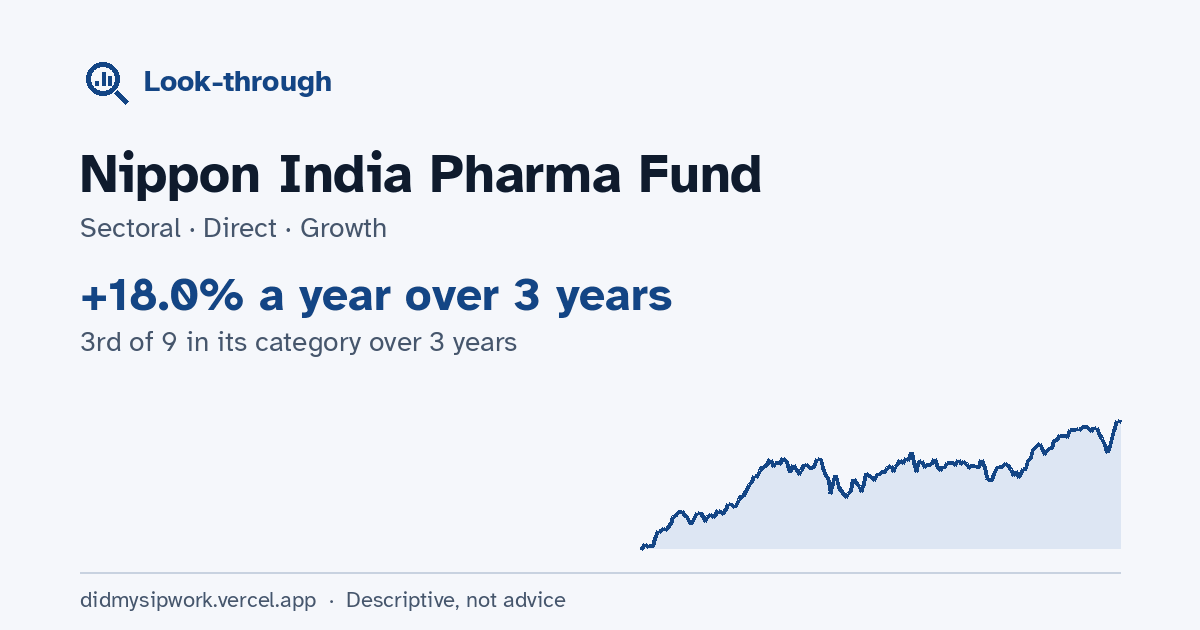 Look-through
Nippon India Pharma Fund
Sectoral · Direct · Growth
+18.0% a year over 3 years
3rd of 9 in its category over 3 years
didmysipwork.vercel.app · Descriptive, not advice